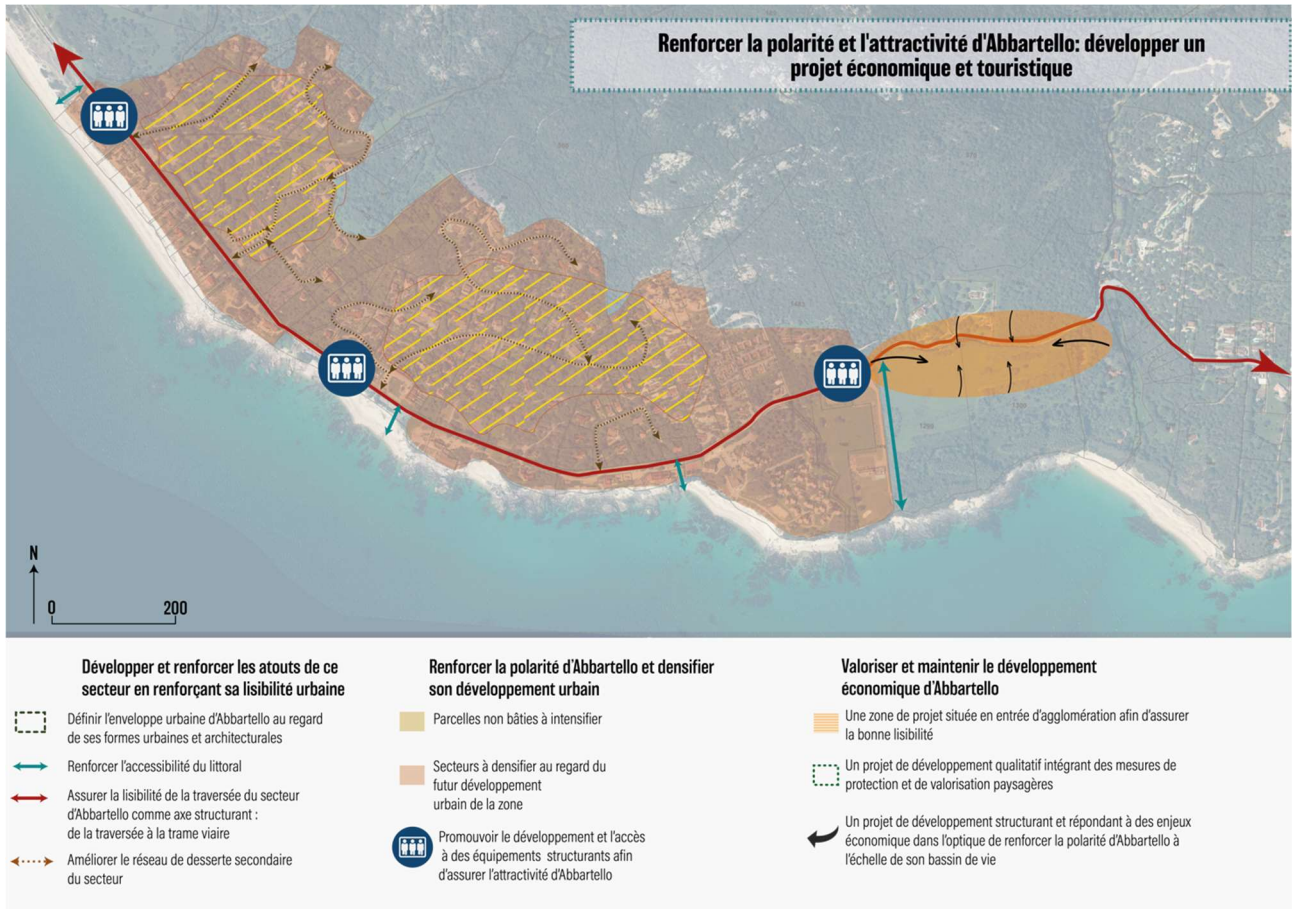 Renforcer la polarité et l'attractivité d'Abbartello: développer un
projet économique et touristique
N
0
200
Développer et renforcer les atouts de ce
secteur en renforçant sa lisibilité urbaine
Définir l'enveloppe urbaine d'Abbartello au regard
de ses formes urbaines et architecturales
Renforcer l'accessibilité du littoral
Assurer la lisibilité de la traversée du secteur
d'Abbartello comme axe structurant :
de la traversée à la trame viaire
Améliorer le réseau de desserte secondaire
du secteur
Renforcer la polarité d'Abbartello et densifier
son développement urbain
Parcelles non bâties à intensifier
Secteurs à densifier au regard du
futur développement
urbain de la zone
Promouvoir le développement et l'accès
à des équipements structurants afin
d'assurer l'attractivité d'Abbartello
Valoriser et maintenir le développement
économique d'Abbartello
Une zone de projet située en entrée d'agglomération afin d'assurer
la bonne lisibilité
Un projet de développement qualitatif intégrant des mesures de
protection et de valorisation paysagères
Un projet de développement structurant et répondant à des enjeux
économique dans l'optique de renforcer la polarité d'Abbartello à
l'échelle de son bassin de vie